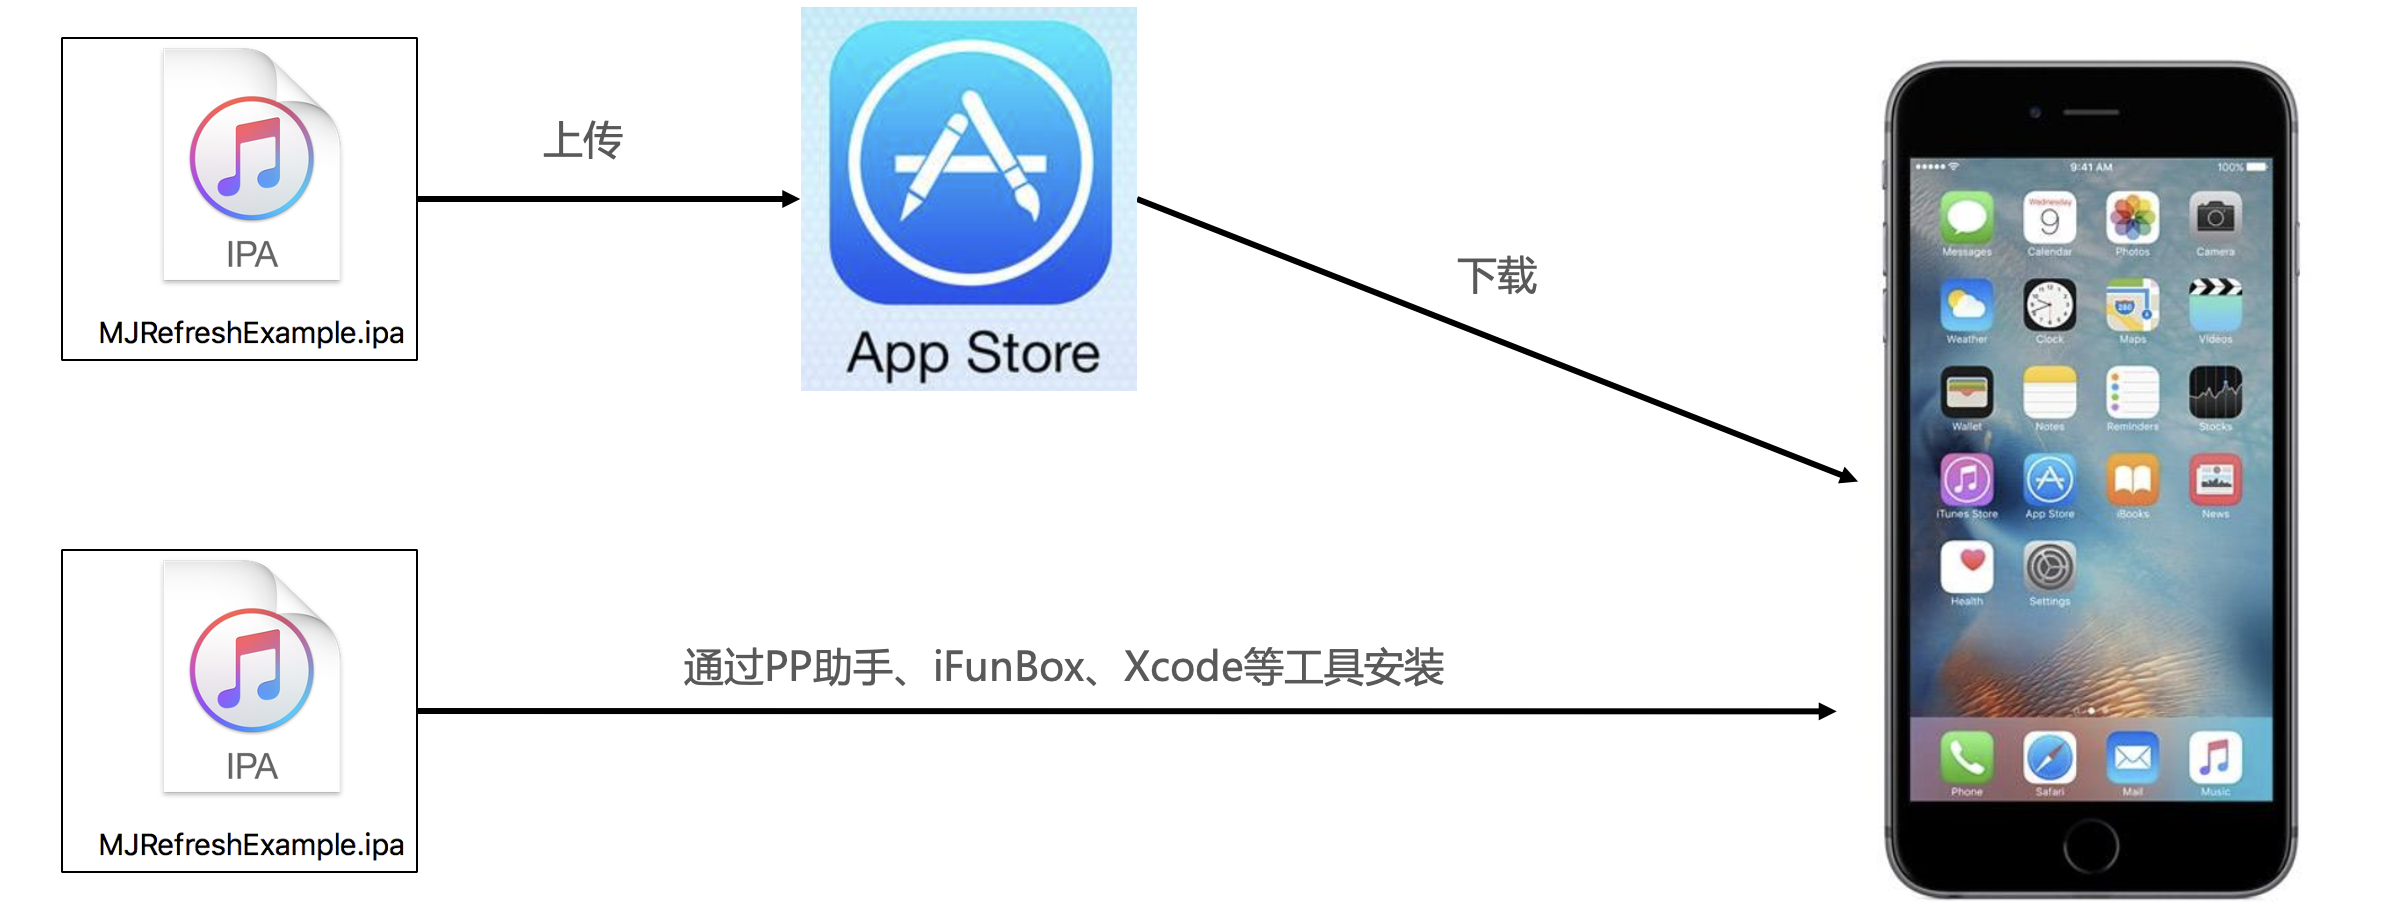 IPA
MJRefreshExample.ipa
上传
App Store
下载
IPA
MJRefreshExample.ipa
通过PP助手、iFunBox、Xcode等工具安装
9:41 AM
100%
Wednesday
9
Messages
Calendar
Photos
Camera
280
Weather
Clock
Maps
Videos
Wallet
Notes
Reminders
Stocks
iTunes Store
App Store
iBooks
News
Health
Settings
Phone
Safari
Mail
Music